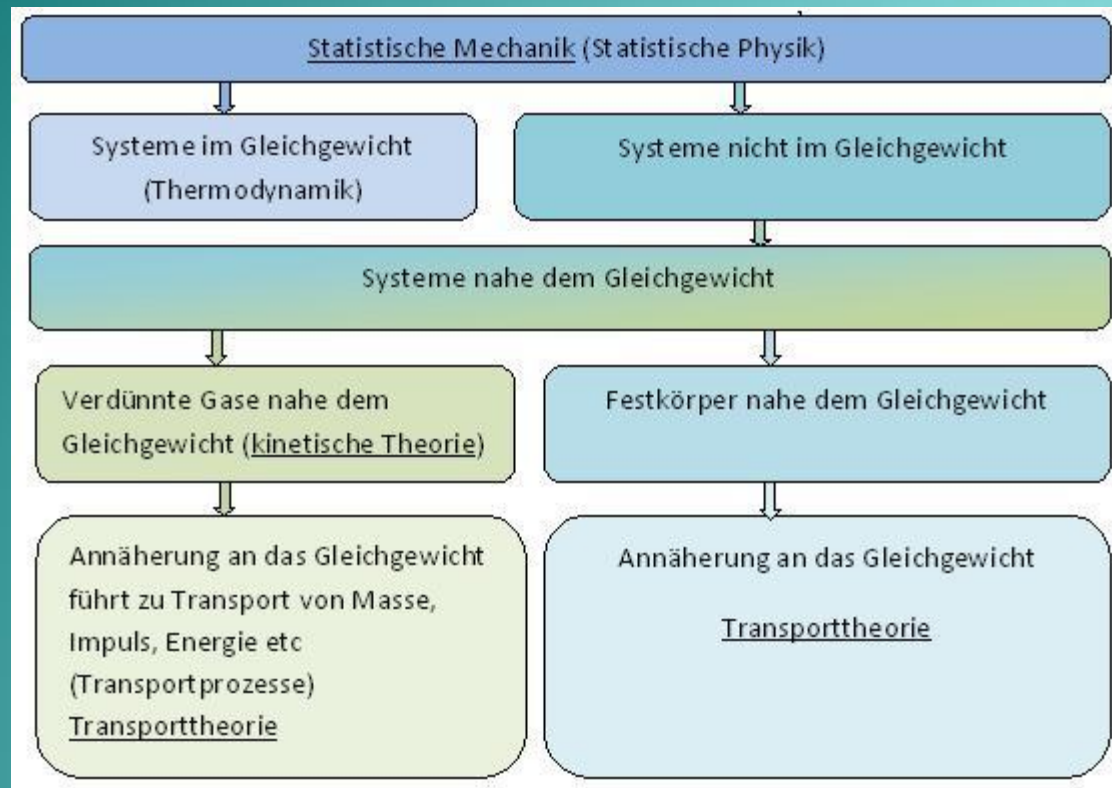 Statistische Mechanik (Statistische Physik)
Systeme im Gleichgewicht
(Thermodynamik)
Systeme nicht im Gleichgewicht
Systeme nahe dem Gleichgewicht
Verdünnte Gase nahe dem
Gleichgewicht (kinetische Theorie)
Festkörper nahe dem Gleichgewicht
Annäherung an das Gleichgewicht
führt zu Transport von Masse,
Impuls, Energie etc
(Transportprozesse)
Transporttheorie
Annäherung an das Gleichgewicht
Transporttheorie